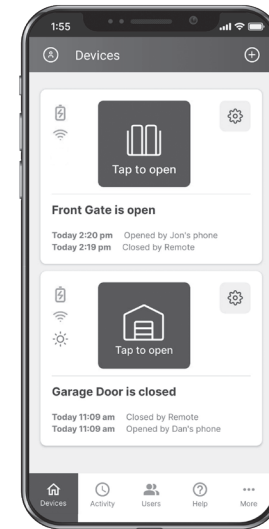 1:55
Devices
Tap to open
Front Gate is open
Today 2:20 pm Opened by Jon's phone
Today 2:19 pm Closed by Remote
Tap to open
Garage Door is closed
Today 11:09 am Closed by Remote
Today 11:09 am Opened by Dan's phone
Devices Activity Users Help More